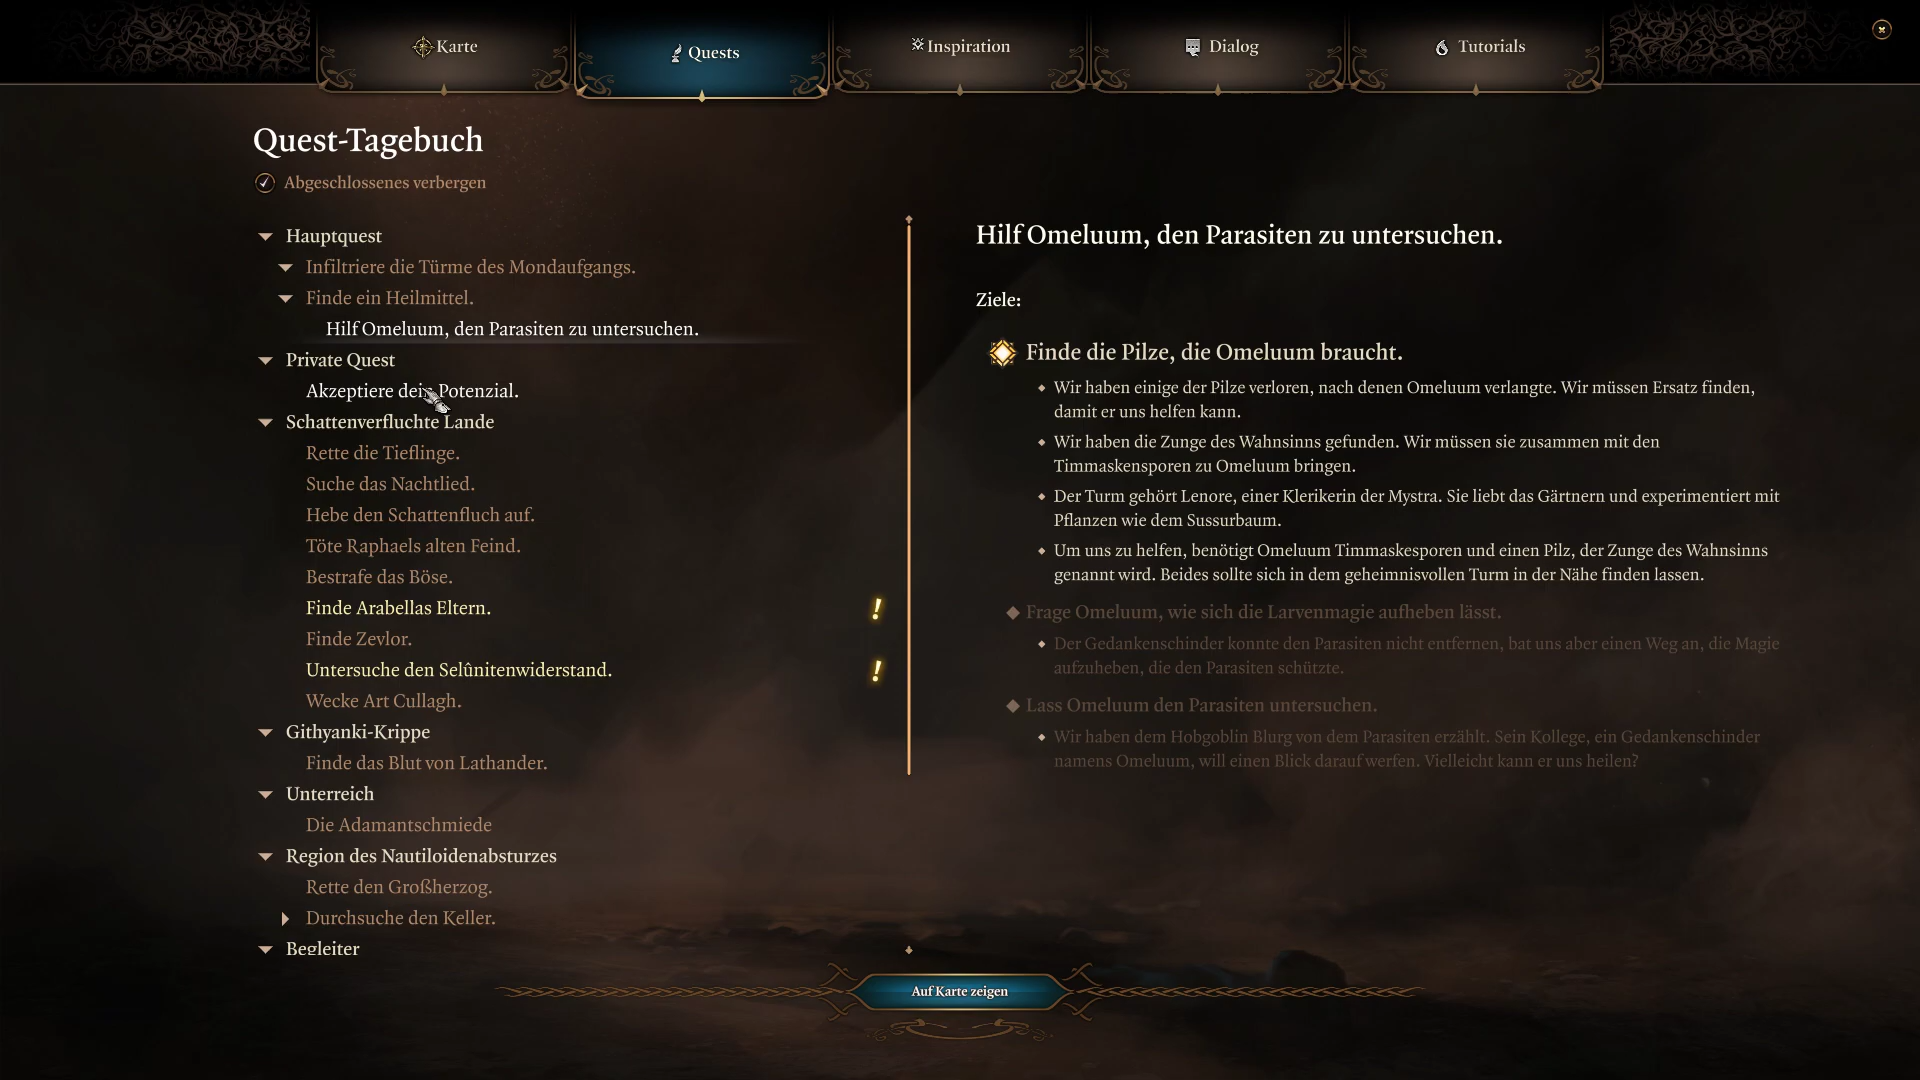 Karte
Quests
Inspiration
Dialog
Tutorials
Quest-Tagebuch
Abgeschlossenes verbergen
Hauptquest
Infiltriere die Türme des Mondaufgangs.
Finde ein Heilmittel.
Hilf Omeluum, den Parasiten zu untersuchen.
Private Quest
Akzeptiere dein Potenzial.
Schattenverfluchte Lande
Rette die Tieflinge.
Suche das Nachtlied.
Hebe den Schattenfluch auf.
Töte Raphaels alten Feind.
Bestrafe das Böse.
Finde Arabellas Eltern.
!
Finde Zevlor.
Untersuche den Selûnitenwiderstand.
!
Wecke Art Cullagh.
Githyanki-Krippe
Finde das Blut von Lathander.
Unterreich
Die Adamantschmiede
Region des Nautiloidenabsturzes
Rette den Großherzog.
Durchsuche den Keller.
Begleiter
Hilf Omeluum, den Parasiten zu untersuchen.
Ziele:
Finde die Pilze, die Omeluum braucht.
Wir haben einige der Pilze verloren, nach denen Omeluum verlangte. Wir müssen Ersatz finden,
damit er uns helfen kann.
Wir haben die Zunge des Wahnsinns gefunden. Wir müssen sie zusammen mit den
Timmaskensporen zu Omeluum bringen.
Der Turm gehört Lenore, einer Klerikerin der Mystra. Sie liebt das Gärtnern und experimentiert mit
Pflanzen wie dem Sussurbaum.
Um uns zu helfen, benötigt Omeluum Timmaskesporen und einen Pilz, der Zunge des Wahnsinns
genannt wird. Beides sollte sich in dem geheimnisvollen Turm in der Nähe finden lassen.
Frage Omeluum, wie sich die Larvenmagie aufheben lässt.
Der Gedankenschinder konnte den Parasiten nicht entfernen, bat uns aber einen Weg an, die Magie
aufzuheben, die den Parasiten schützte.
Lass Omeluum den Parasiten untersuchen.
Wir haben dem Hobgoblin Blurg von dem Parasiten erzählt. Sein Kollege, ein Gedankenschinder
namens Omeluum, will einen Blick darauf werfen. Vielleicht kann er uns heilen?
Auf Karte zeigen